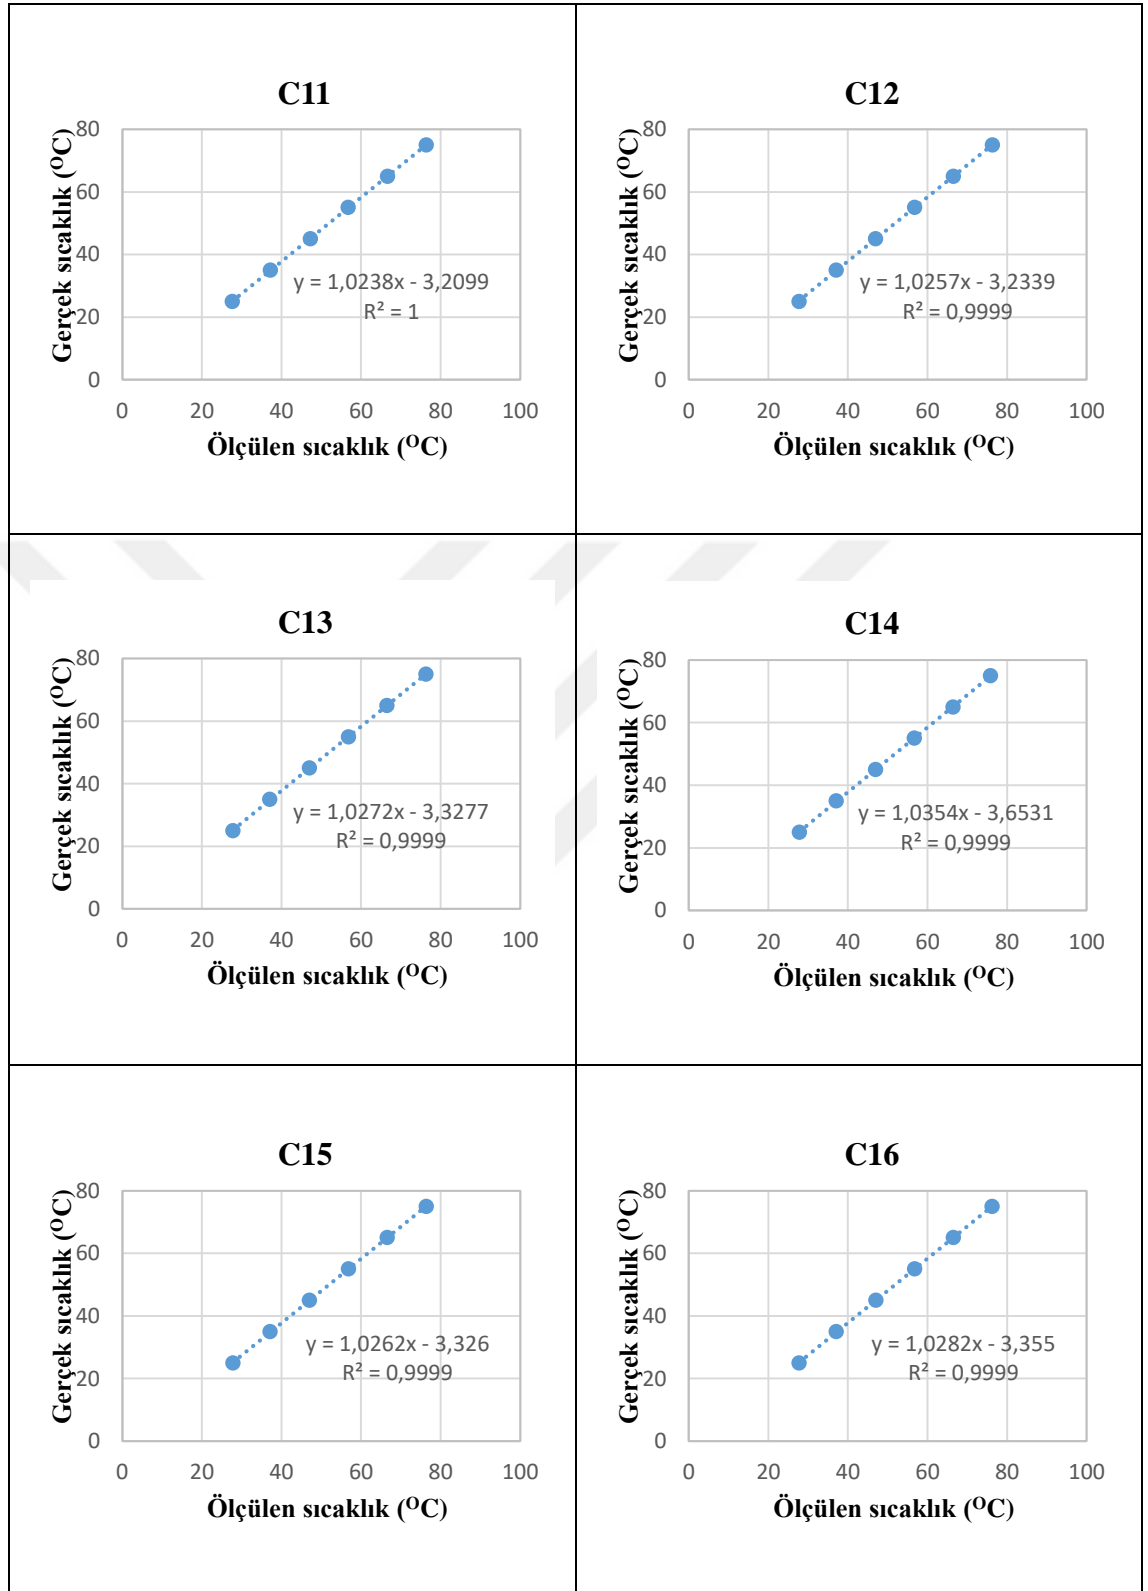 C11
Gerçek sıcaklık (ᴼC)
80
60
40
20
0
y = 1,0238x - 3,2099
R² = 1
0 20 40 60 80 100
Ölçülen sıcaklık (ᴼC)
C12
Gerçek sıcaklık (ᴼC)
80
60
40
20
0
y = 1,0257x - 3,2339
R² = 0,9999
0 20 40 60 80 100
Ölçülen sıcaklık (ᴼC)
C13
Gerçek sıcaklık (ᴼC)
80
60
40
20
0
y = 1,0272x - 3,3277
R² = 0,9999
0 20 40 60 80 100
Ölçülen sıcaklık (ᴼC)
C14
Gerçek sıcaklık (ᴼC)
80
60
40
20
0
y = 1,0354x - 3,6531
R² = 0,9999
0 20 40 60 80 100
Ölçülen sıcaklık (ᴼC)
C15
Gerçek sıcaklık (ᴼC)
80
60
40
20
0
y = 1,0262x - 3,326
R² = 0,9999
0 20 40 60 80 100
Ölçülen sıcaklık (ᴼC)
C16
Gerçek sıcaklık (ᴼC)
80
60
40
20
0
y = 1,0282x - 3,355
R² = 0,9999
0 20 40 60 80 100
Ölçülen sıcaklık (ᴼC)